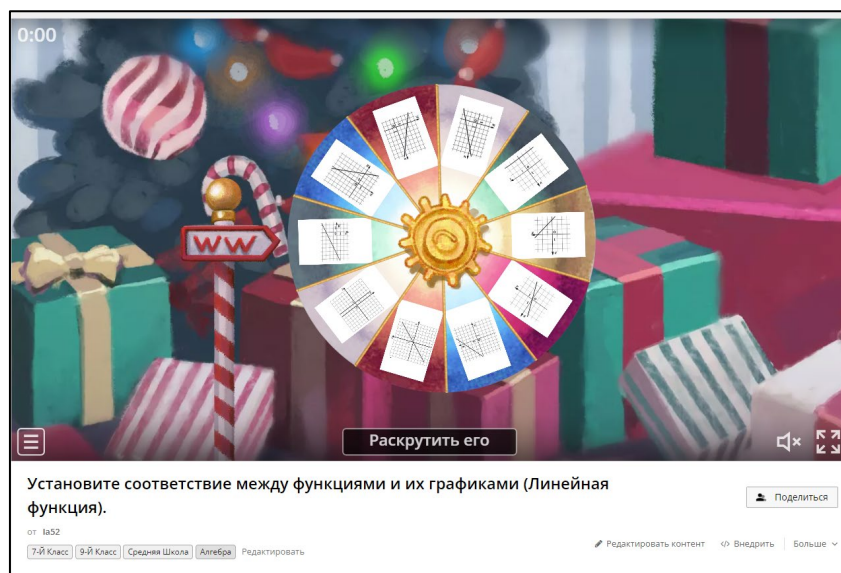 0:00
WW
Раскрутить его
Установите соответствие между функциями и их графиками (Линейная
функция).
Поделиться
от la52
7-Й Класс 9-Й Класс Средняя Школа Алгебра Редактировать
Редактировать контент Внедрить Больше